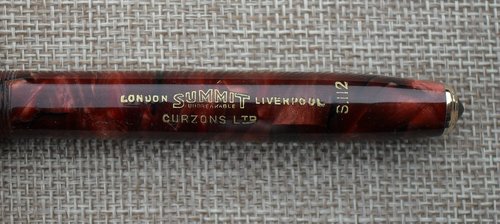 LONDON SUMMIT LIVERPOOL
UNBREAKABLE
CURZONS LTD
S.112